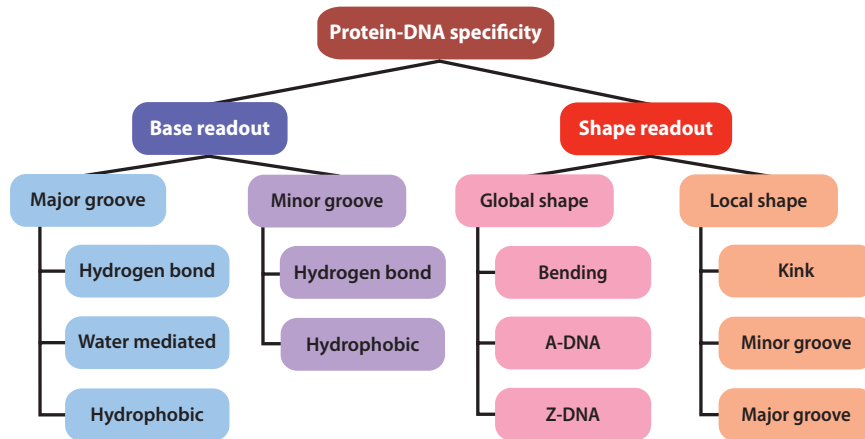 Protein-DNA specificity
Base readout
Shape readout
Major groove
Minor groove
Global shape
Local shape
Hydrogen bond
Hydrogen bond
Bending
Kink
Water mediated
Hydrophobic
A-DNA
Minor groove
Hydrophobic
Z-DNA
Major groove